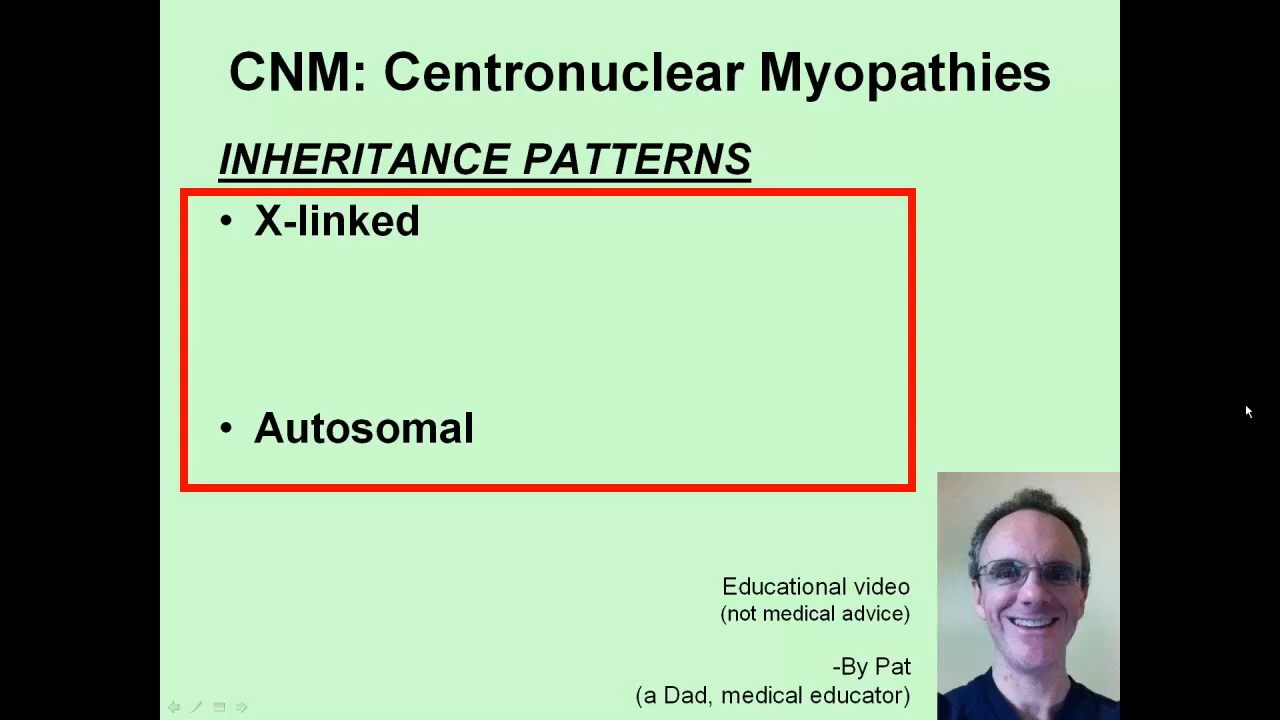 CNM: Centronuclear Myopathies
INHERITANCE PATTERNS
• X-linked
• Autosomal
Educational video
(not medical advice)
-By Pat
(a Dad, medical educator)